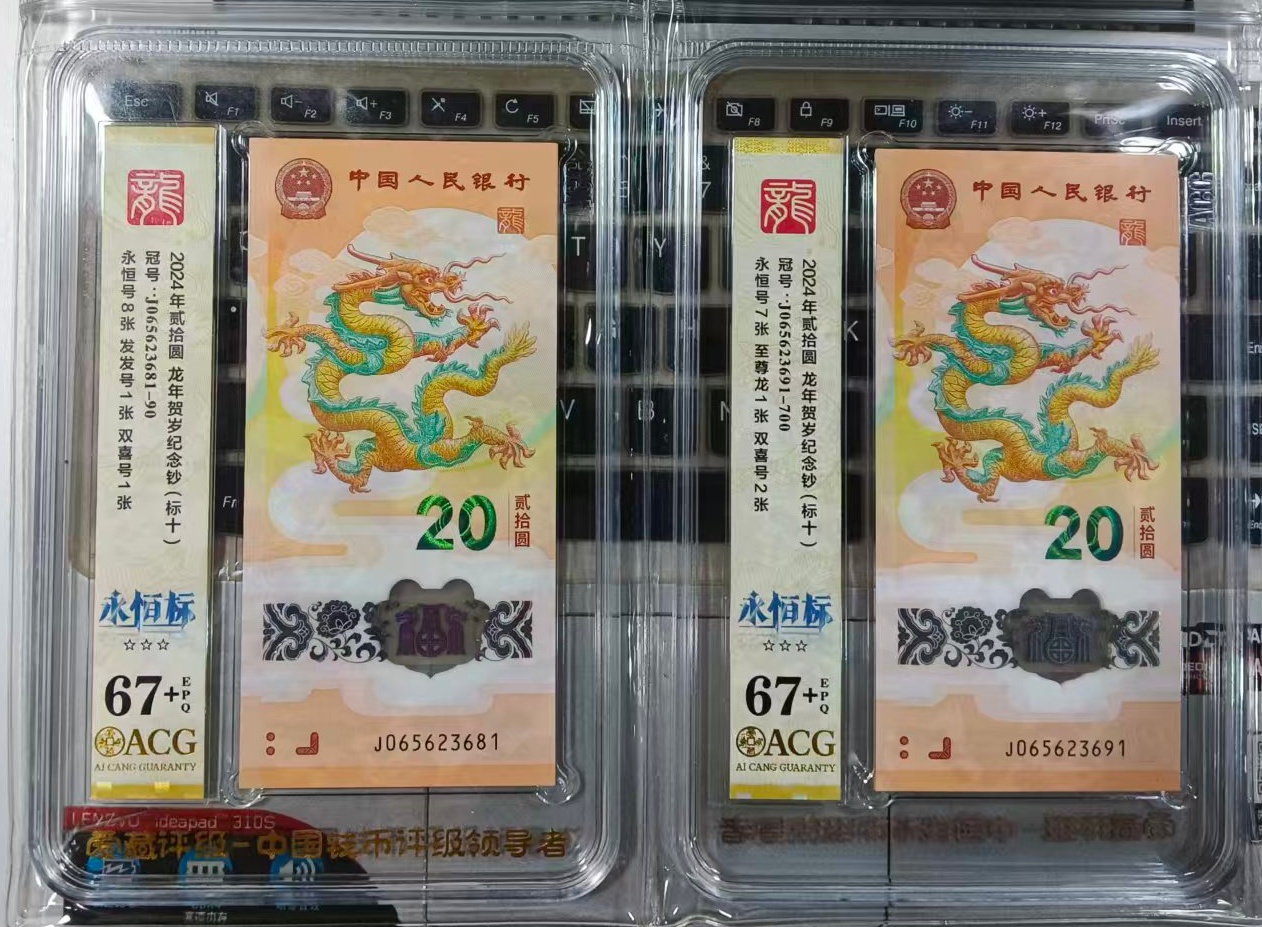 Esc
F1
F2
F3
F4
F5
F8
F9
F10
F11
F12
PrtSc
Insert
龍
2024年贰拾圆 龙年贺岁纪念钞(标十)
冠号:J065623681-90
永恒号8张 发发号1张 双喜号1张
永恒标
☆☆☆
67+
EPQ
ACG
AI CANG GUARANTY
中国人民银行
龍
20
贰拾圆
福
J065623681
爱藏评级-中国钱币评级领导者
龍
2024年贰拾圆 龙年贺岁纪念钞(标十)
冠号:J065623691-700
永恒号7张 至尊龙1张 双喜号2张
永恒标
☆☆☆
67+
EPQ
ACG
AI CANG GUARANTY
中国人民银行
龍
20
贰拾圆
福
J065623691
&
7
T
Y
G
H
K
V
B
N
Fn
LENOVO ideapad 310S